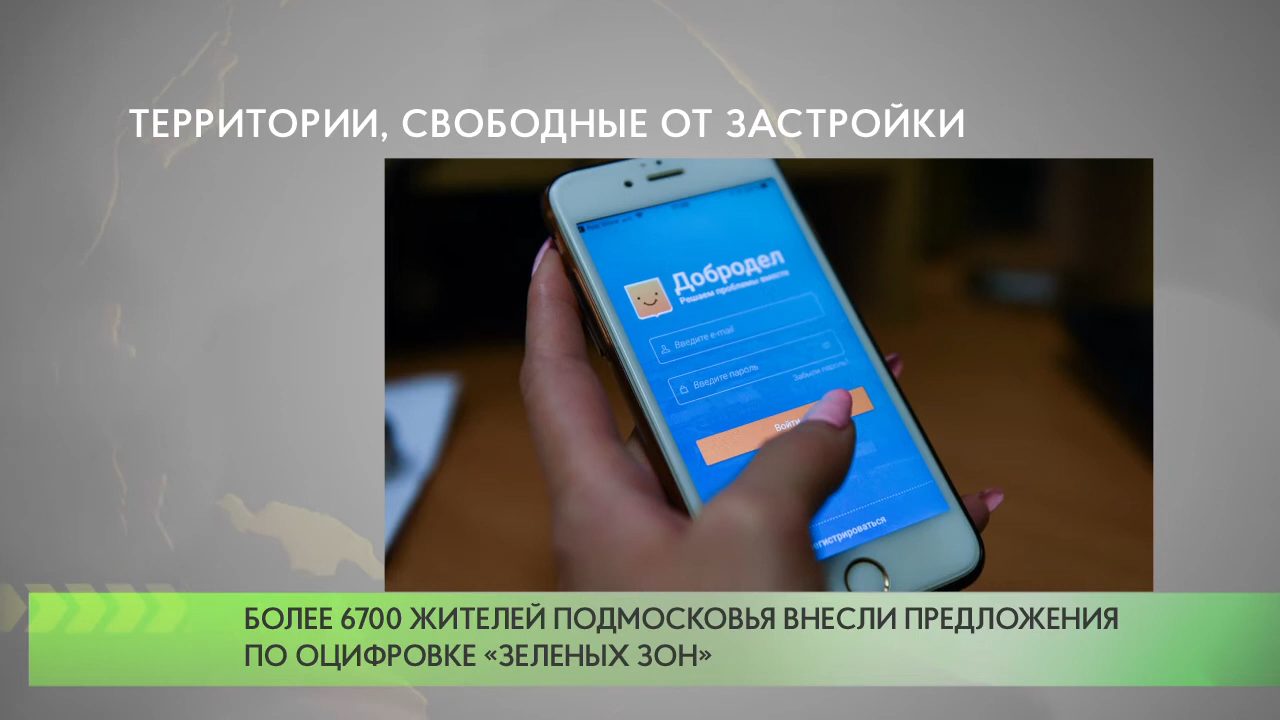 ТЕРРИТОРИИ, СВОБОДНЫЕ ОТ ЗАСТРОЙКИ
Добродел
Решаем проблемы вместе
Введите e-mail
Введите пароль
Забыли пароль?
Войти
егистрироваться
БОЛЕЕ 6700 ЖИТЕЛЕЙ ПОДМОСКОВЬЯ ВНЕСЛИ ПРЕДЛОЖЕНИЯ
ПО ОЦИФРОВКЕ «ЗЕЛЕНЫХ ЗОН»